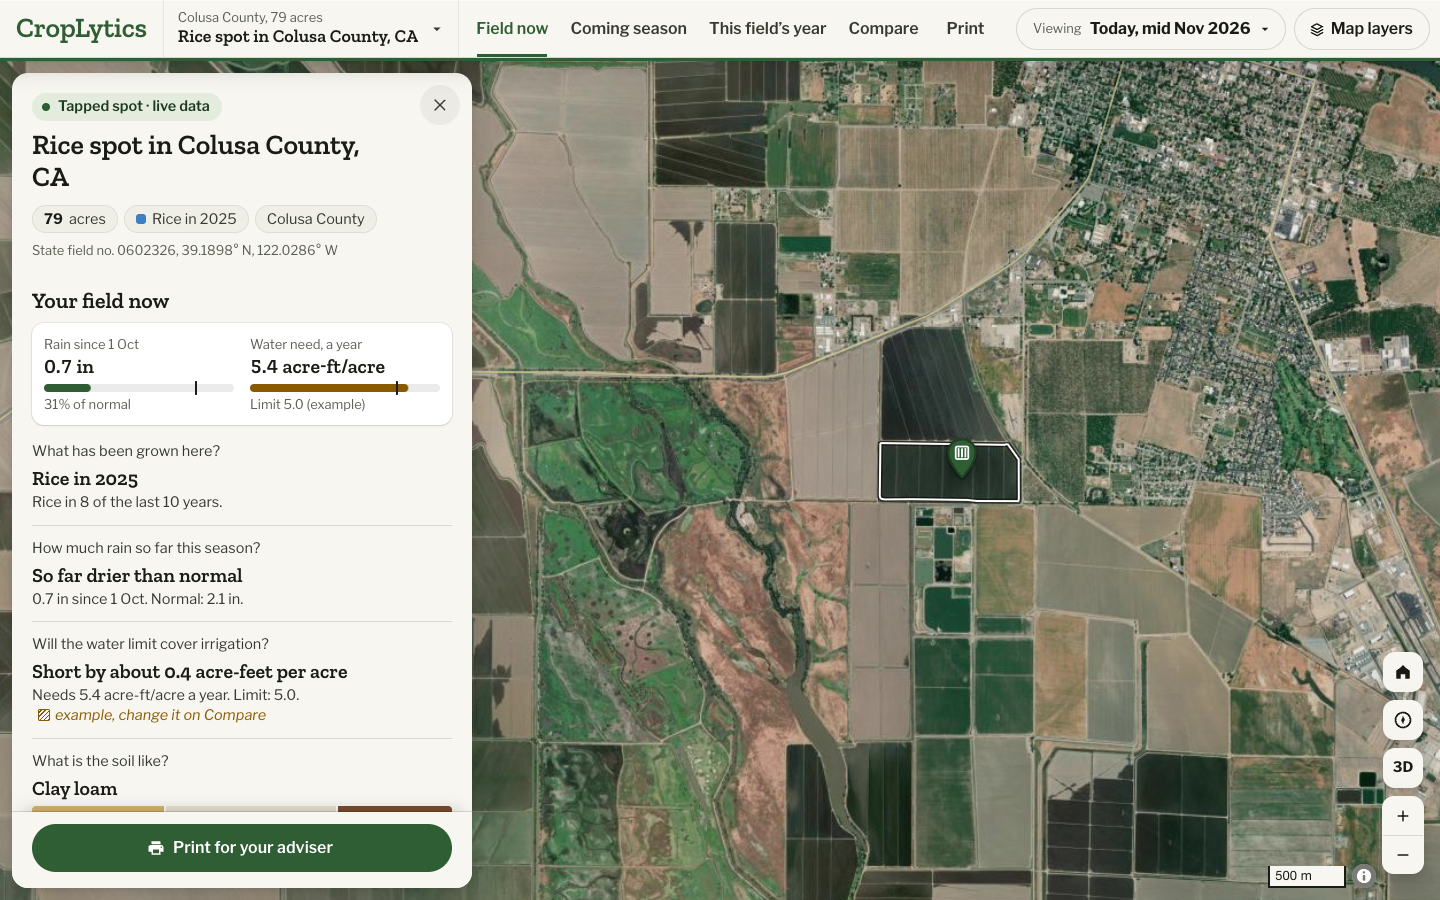 CropLytics
Colusa County, 79 acres
Rice spot in Colusa County, CA
Field now
Coming season
This field's year
Compare
Print
Viewing Today, mid Nov 2026
Map layers
Tapped spot · live data
Rice spot in Colusa County,
CA
79 acres
Rice in 2025
Colusa County
State field no. 0602326, 39.1898° N, 122.0286° W
Your field now
Rain since 1 Oct
0.7 in
31% of normal
Water need, a year
5.4 acre-ft/acre
Limit 5.0 (example)
What has been grown here?
Rice in 2025
Rice in 8 of the last 10 years.
How much rain so far this season?
So far drier than normal
0.7 in since 1 Oct. Normal: 2.1 in.
Will the water limit cover irrigation?
Short by about 0.4 acre-feet per acre
Needs 5.4 acre-ft/acre a year. Limit: 5.0.
example, change it on Compare
What is the soil like?
Clay loam
Print for your adviser
3D
+
−
500 m